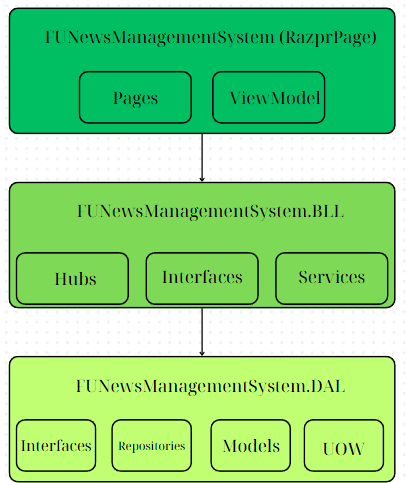 FUNewsManagementSystem (RazprPage)
Pages
ViewModel
FUNewsManagementSystem.BLL
Hubs
Interfaces
Services
FUNewsManagementSystem.DAL
Interfaces
Repositories
Models
UOW